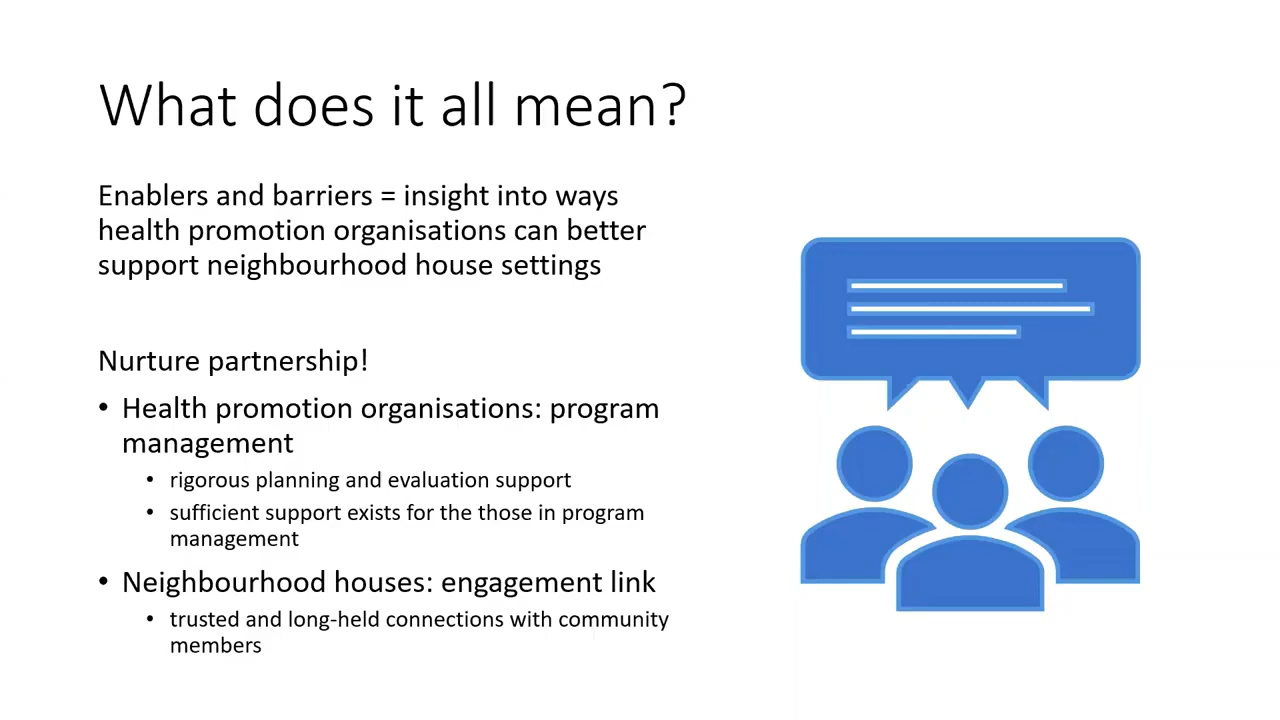 What does it all mean?
Enablers and barriers = insight into ways
health promotion organisations can better
support neighbourhood house settings
Nurture partnership!
• Health promotion organisations: program
management
• rigorous planning and evaluation support
• sufficient support exists for the those in program
management
• Neighbourhood houses: engagement link
• trusted and long-held connections with community
members